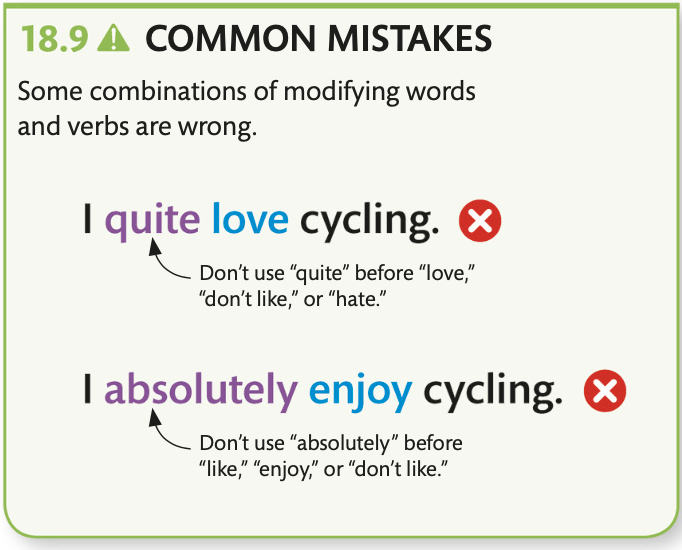 18.9 COMMON MISTAKES
Some combinations of modifying words
and verbs are wrong.
I quite love cycling.
Don’t use “quite” before “love,”
“don’t like,” or “hate.”
I absolutely enjoy cycling.
Don’t use “absolutely” before
“like,” “enjoy,” or “don’t like.”